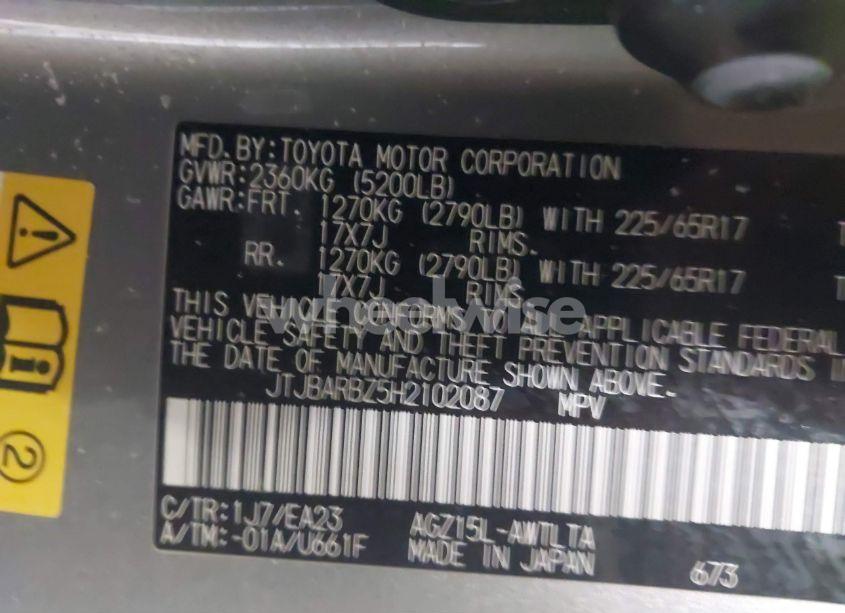 MFD. BY: TOYOTA MOTOR CORPORATION
GVWR: 2360KG (5200LB)
GAWR: FRT. 1270KG (2790LB) WITH 225/65R17 T
17X7J RIMS.
RR. 1270KG (2790LB) WITH 225/65R17 T
17X7J RIMS
wheelwise
THIS VEHICLE CONFORMS TO ALL APPLICABLE FEDERAL
VEHICLE SAFETY AND THEFT PREVENTION STANDARDS I
THE DATE OF MANUFACTURE SHOWN ABOVE.
JTJBARBZ5H2102087 MPV
C/TR: 1J7/EA23 AGZ15L-AWTLTA
A/TM: -01A/U661F MADE IN JAPAN 673
2